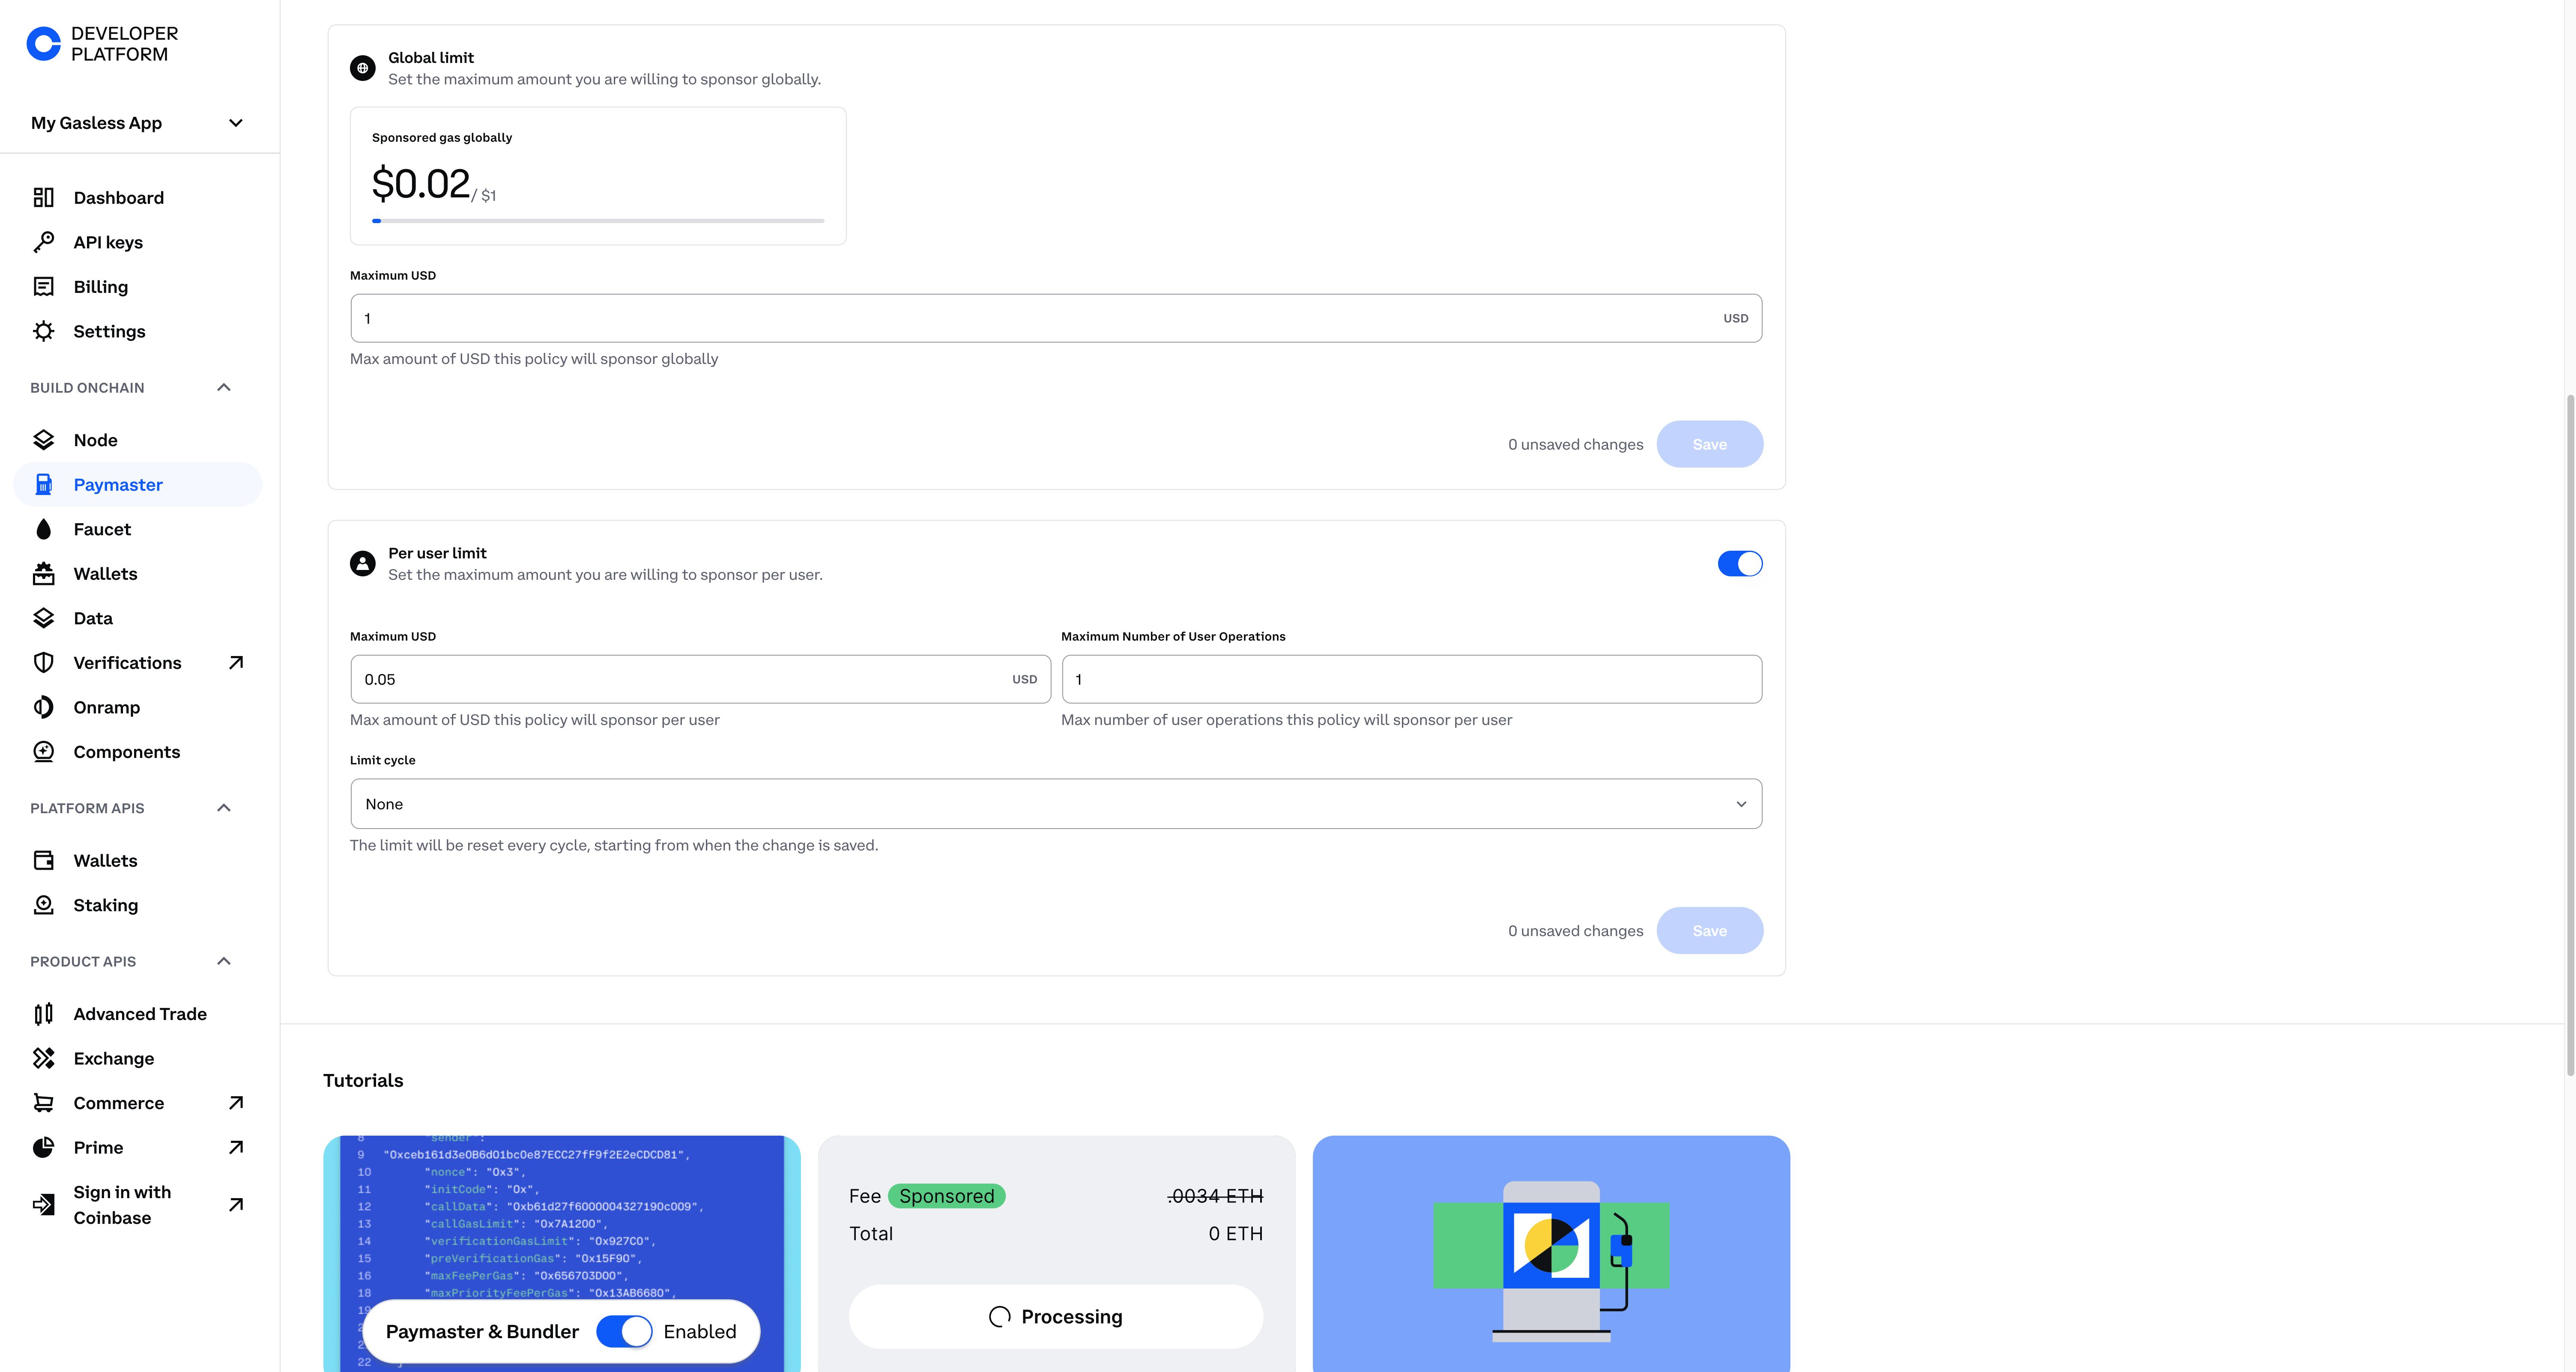 DEVELOPER
PLATFORM
My Gasless App
Dashboard
API keys
Billing
Settings
BUILD ONCHAIN
Node
Paymaster
Faucet
Wallets
Data
Verifications
Onramp
Components
PLATFORM APIS
Wallets
Staking
PRODUCT APIS
Advanced Trade
Exchange
Commerce
Prime
Sign in with
Coinbase
Global limit
Set the maximum amount you are willing to sponsor globally.
Sponsored gas globally
$0.02 / $1
Maximum USD
1 USD
Max amount of USD this policy will sponsor globally
0 unsaved changes Save
Per user limit
Set the maximum amount you are willing to sponsor per user.
Maximum USD Maximum Number of User Operations
0.05 USD 1
Max amount of USD this policy will sponsor per user Max number of user operations this policy will sponsor per user
Limit cycle
None
The limit will be reset every cycle, starting from when the change is saved.
0 unsaved changes Save
Tutorials
8 "sender":
9 "0xceb161d3e0B6d01bc0e87ECC27fF9f2E2eCDCD81",
10 "nonce": "0x3",
11 "initCode": "0x",
12 "callData": "0xb61d27f6000004327190c009",
13 "callGasLimit": "0x7A1200",
14 "verificationGasLimit": "0x927C0",
15 "preVerificationGas": "0x15F90",
16 "maxFeePerGas": "0x656703D00",
18 "maxPriorityFeePerGas": "0x13AB6680",
19
22
Paymaster & Bundler Enabled
Fee Sponsored .0034 ETH
Total 0 ETH
Processing